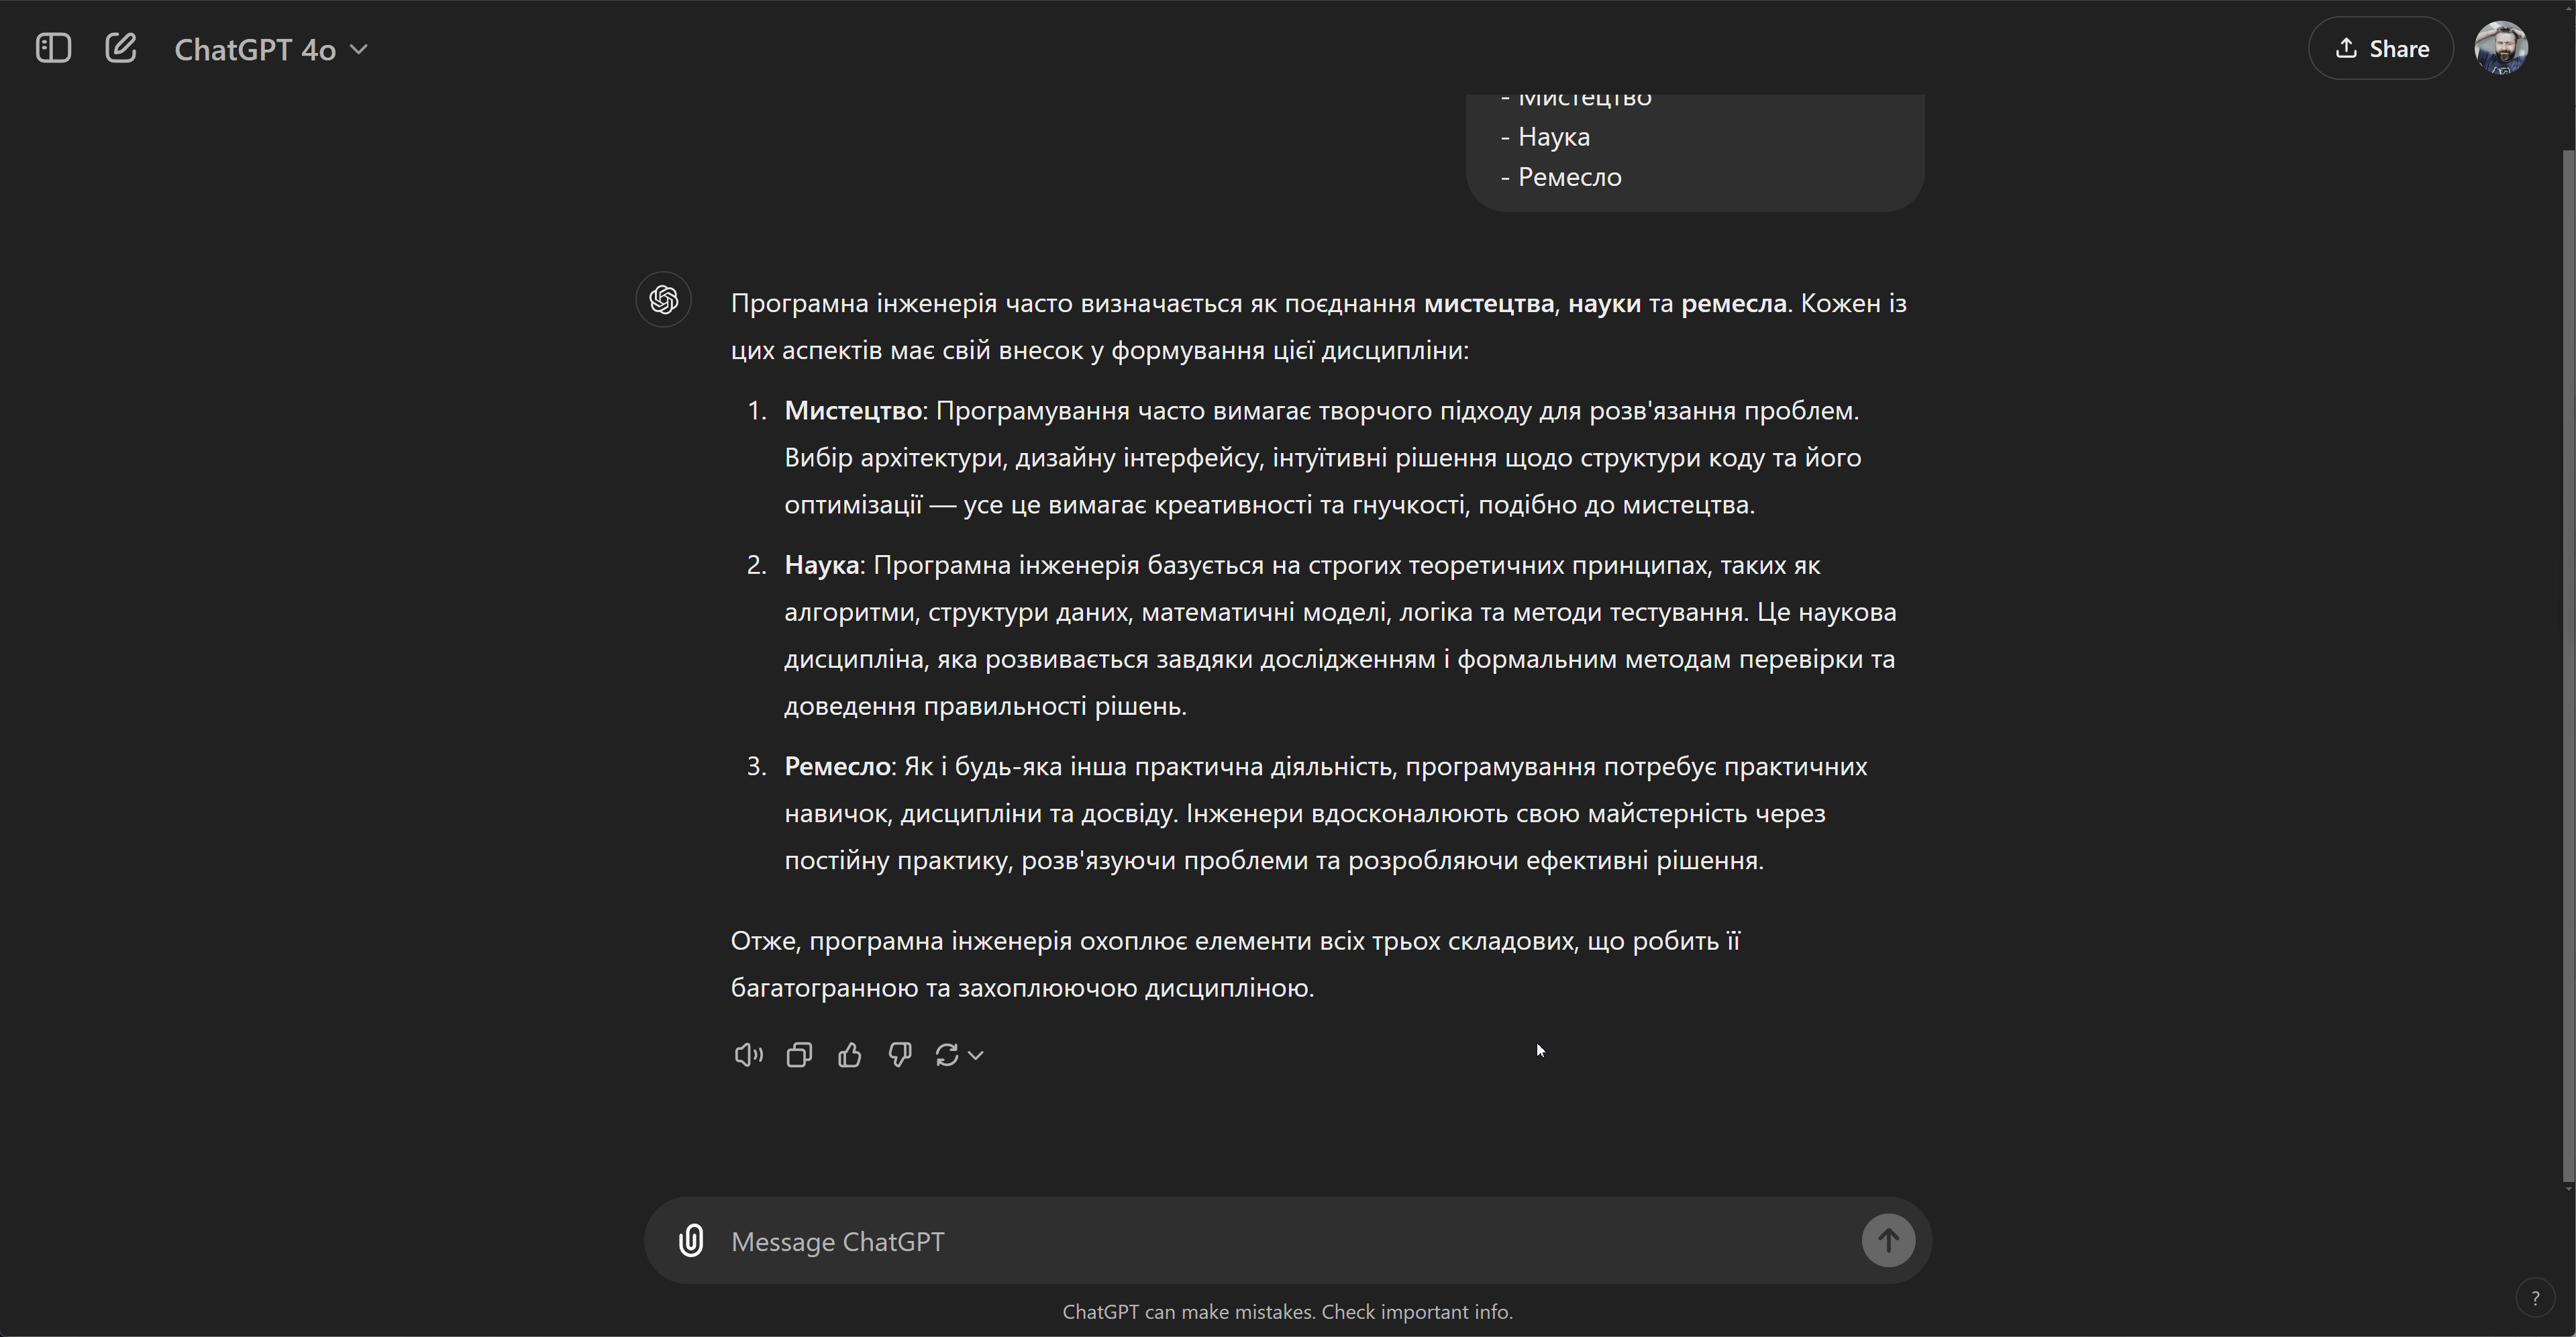 ChatGPT 4o
Share
- Мистецтво
- Наука
- Ремесло
Програмна інженерія часто визначається як поєднання мистецтва, науки та ремесла. Кожен із
цих аспектів має свій внесок у формування цієї дисципліни:
1. Мистецтво: Програмування часто вимагає творчого підходу для розв'язання проблем.
Вибір архітектури, дизайну інтерфейсу, інтуїтивні рішення щодо структури коду та його
оптимізації — усе це вимагає креативності та гнучкості, подібно до мистецтва.
2. Наука: Програмна інженерія базується на строгих теоретичних принципах, таких як
алгоритми, структури даних, математичні моделі, логіка та методи тестування. Це наукова
дисципліна, яка розвивається завдяки дослідженням і формальним методам перевірки та
доведення правильності рішень.
3. Ремесло: Як і будь-яка інша практична діяльність, програмування потребує практичних
навичок, дисципліни та досвіду. Інженери вдосконалюють свою майстерність через
постійну практику, розв'язуючи проблеми та розробляючи ефективні рішення.
Отже, програмна інженерія охоплює елементи всіх трьох складових, що робить її
багатогранною та захоплюючою дисципліною.
Message ChatGPT
ChatGPT can make mistakes. Check important info.
?